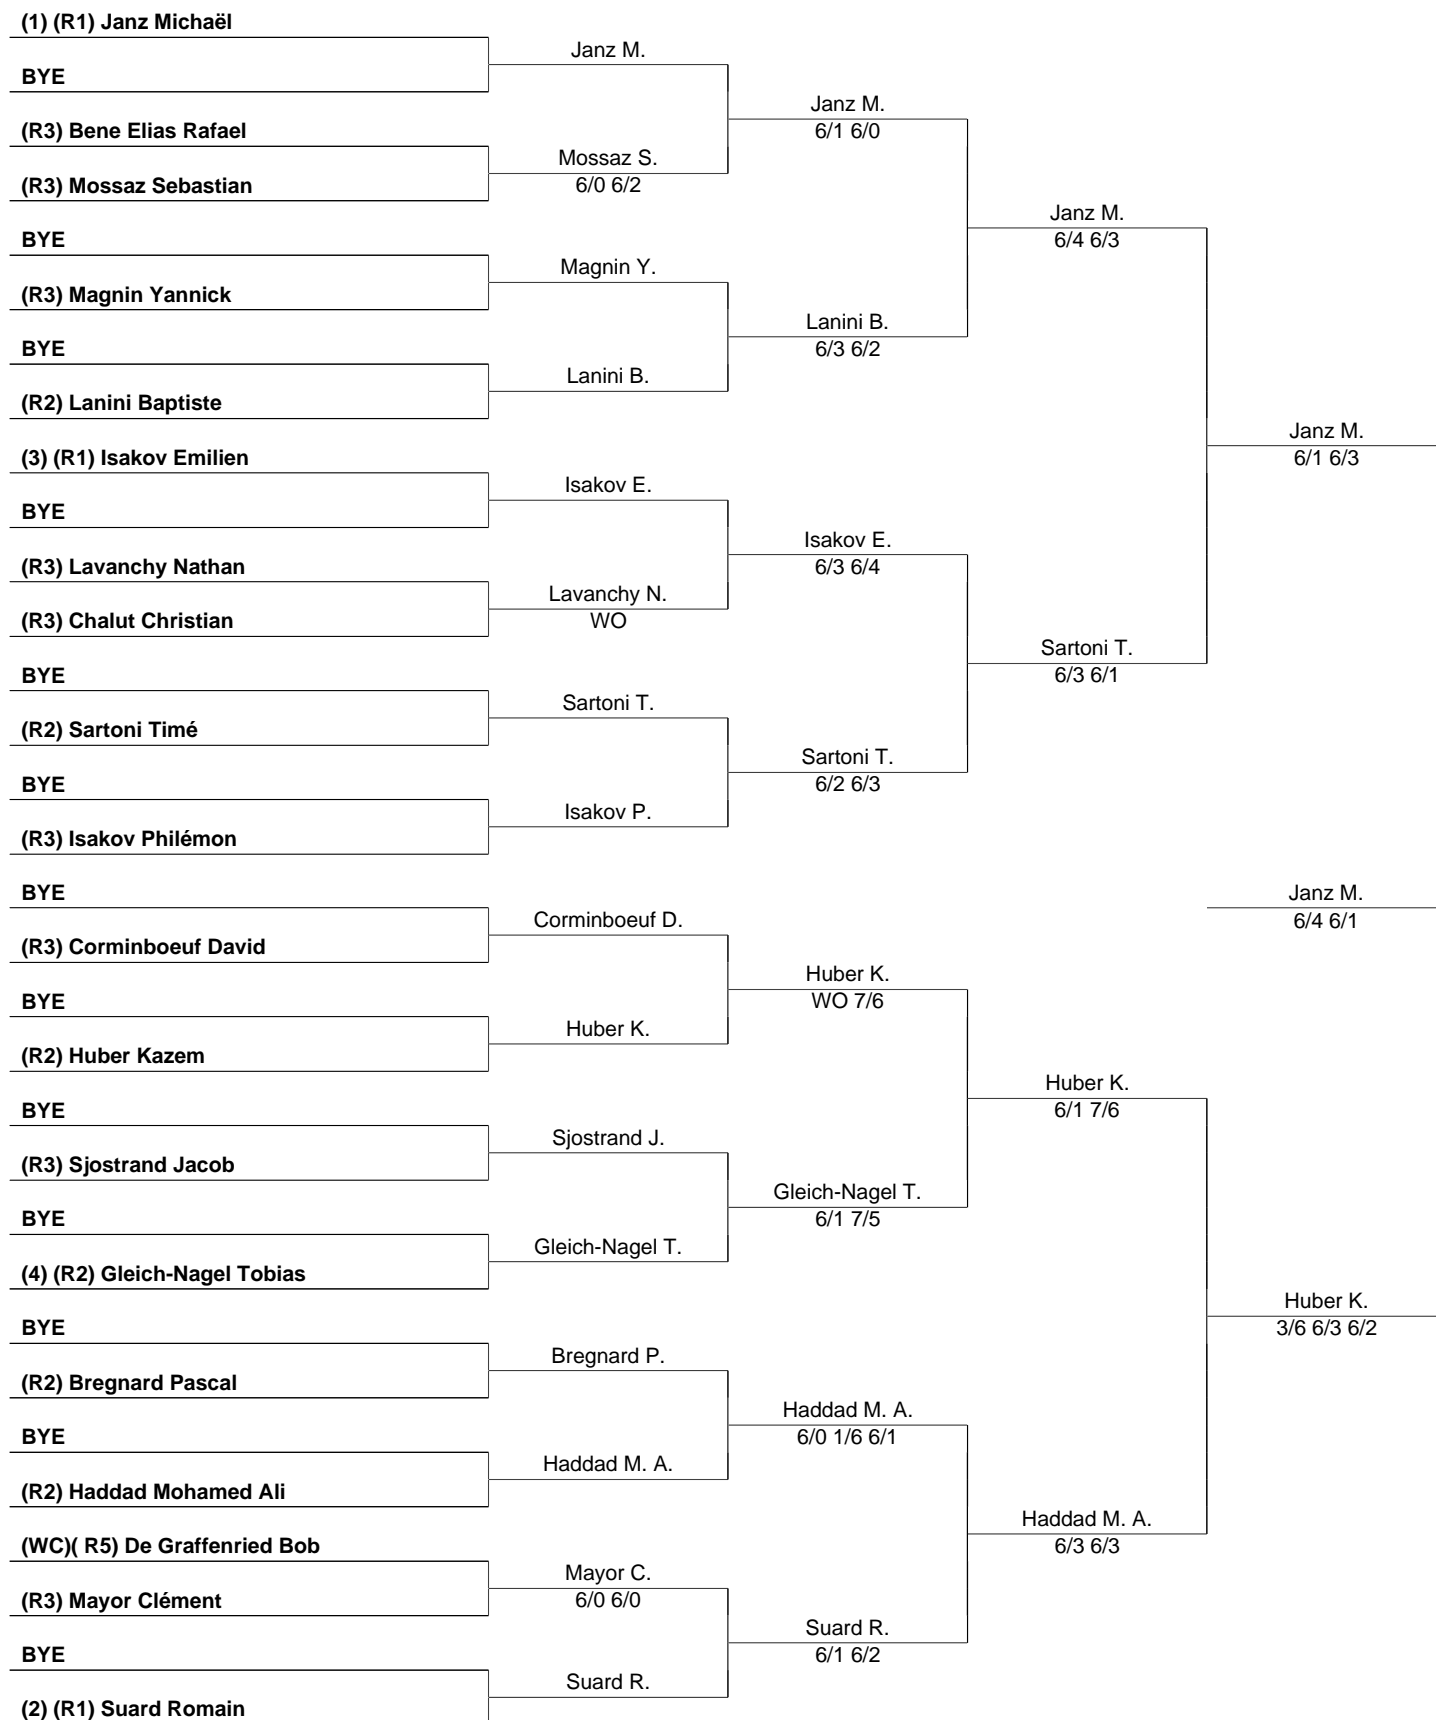 (1) (R1) Janz Michaël
BYE
(R3) Bene Elias Rafael
(R3) Mossaz Sebastian
BYE
(R3) Magnin Yannick
BYE
(R2) Lanini Baptiste
(3) (R1) Isakov Emilien
BYE
(R3) Lavanchy Nathan
(R3) Chalut Christian
BYE
(R2) Sartoni Timé
BYE
(R3) Isakov Philémon
BYE
(R3) Corminboeuf David
BYE
(R2) Huber Kazem
BYE
(R3) Sjostrand Jacob
BYE
(4) (R2) Gleich-Nagel Tobias
BYE
(R2) Bregnard Pascal
BYE
(R2) Haddad Mohamed Ali
(WC)( R5) De Graffenried Bob
(R3) Mayor Clément
BYE
(2) (R1) Suard Romain
Janz M.
Mossaz S.
6/0 6/2
Magnin Y.
Lanini B.
Isakov E.
Lavanchy N.
WO
Sartoni T.
Isakov P.
Corminboeuf D.
Huber K.
Sjostrand J.
Gleich-Nagel T.
Bregnard P.
Haddad M. A.
Mayor C.
6/0 6/0
Suard R.
Janz M.
6/1 6/0
Lanini B.
6/3 6/2
Isakov E.
6/3 6/4
Sartoni T.
6/2 6/3
Huber K.
WO 7/6
Gleich-Nagel T.
6/1 7/5
Haddad M. A.
6/0 1/6 6/1
Suard R.
6/1 6/2
Janz M.
6/4 6/3
Sartoni T.
6/3 6/1
Huber K.
6/1 7/6
Haddad M. A.
6/3 6/3
Janz M.
6/1 6/3
Janz M.
6/4 6/1
Huber K.
3/6 6/3 6/2